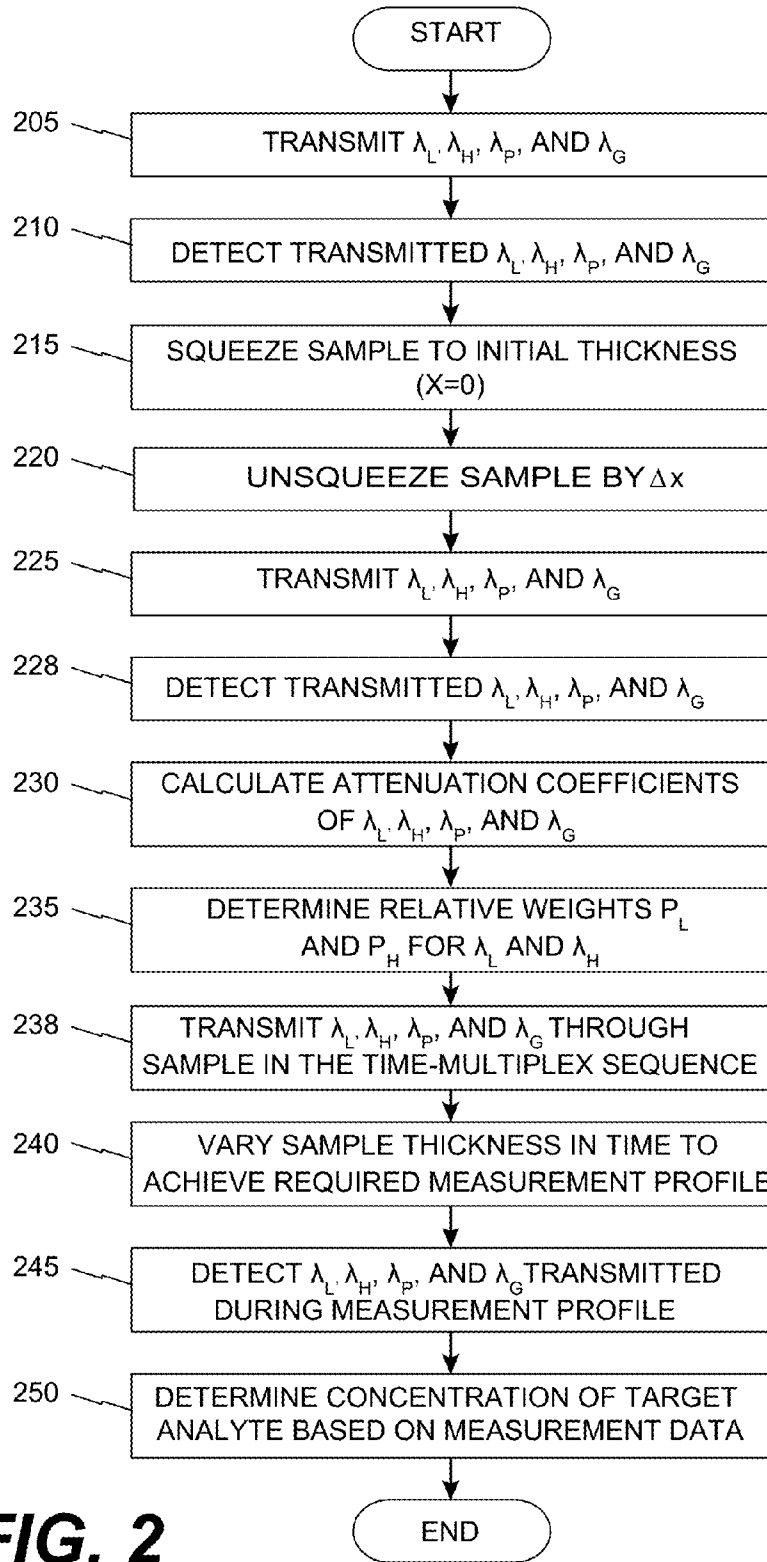 START
205
TRANSMIT λL, λH, λP, AND λG
210
DETECT TRANSMITTED λL, λH, λP, AND λG
215
SQUEEZE SAMPLE TO INITIAL THICKNESS
(X=0)
220
UNSQUEEZE SAMPLE BY Δx
225
TRANSMIT λL, λH, λP, AND λG
228
DETECT TRANSMITTED λL, λH, λP, AND λG
230
CALCULATE ATTENUATION COEFFICIENTS
OF λL, λH, λP, AND λG
235
DETERMINE RELATIVE WEIGHTS PL
AND PH FOR λL AND λH
238
TRANSMIT λL, λH, λP, AND λG THROUGH
SAMPLE IN THE TIME-MULTIPLEX SEQUENCE
240
VARY SAMPLE THICKNESS IN TIME TO
ACHIEVE REQUIRED MEASUREMENT PROFILE
245
DETECT λL, λH, λP, AND λG TRANSMITTED
DURING MEASUREMENT PROFILE
250
DETERMINE CONCENTRATION OF TARGET
ANALYTE BASED ON MEASUREMENT DATA
END
FIG. 2